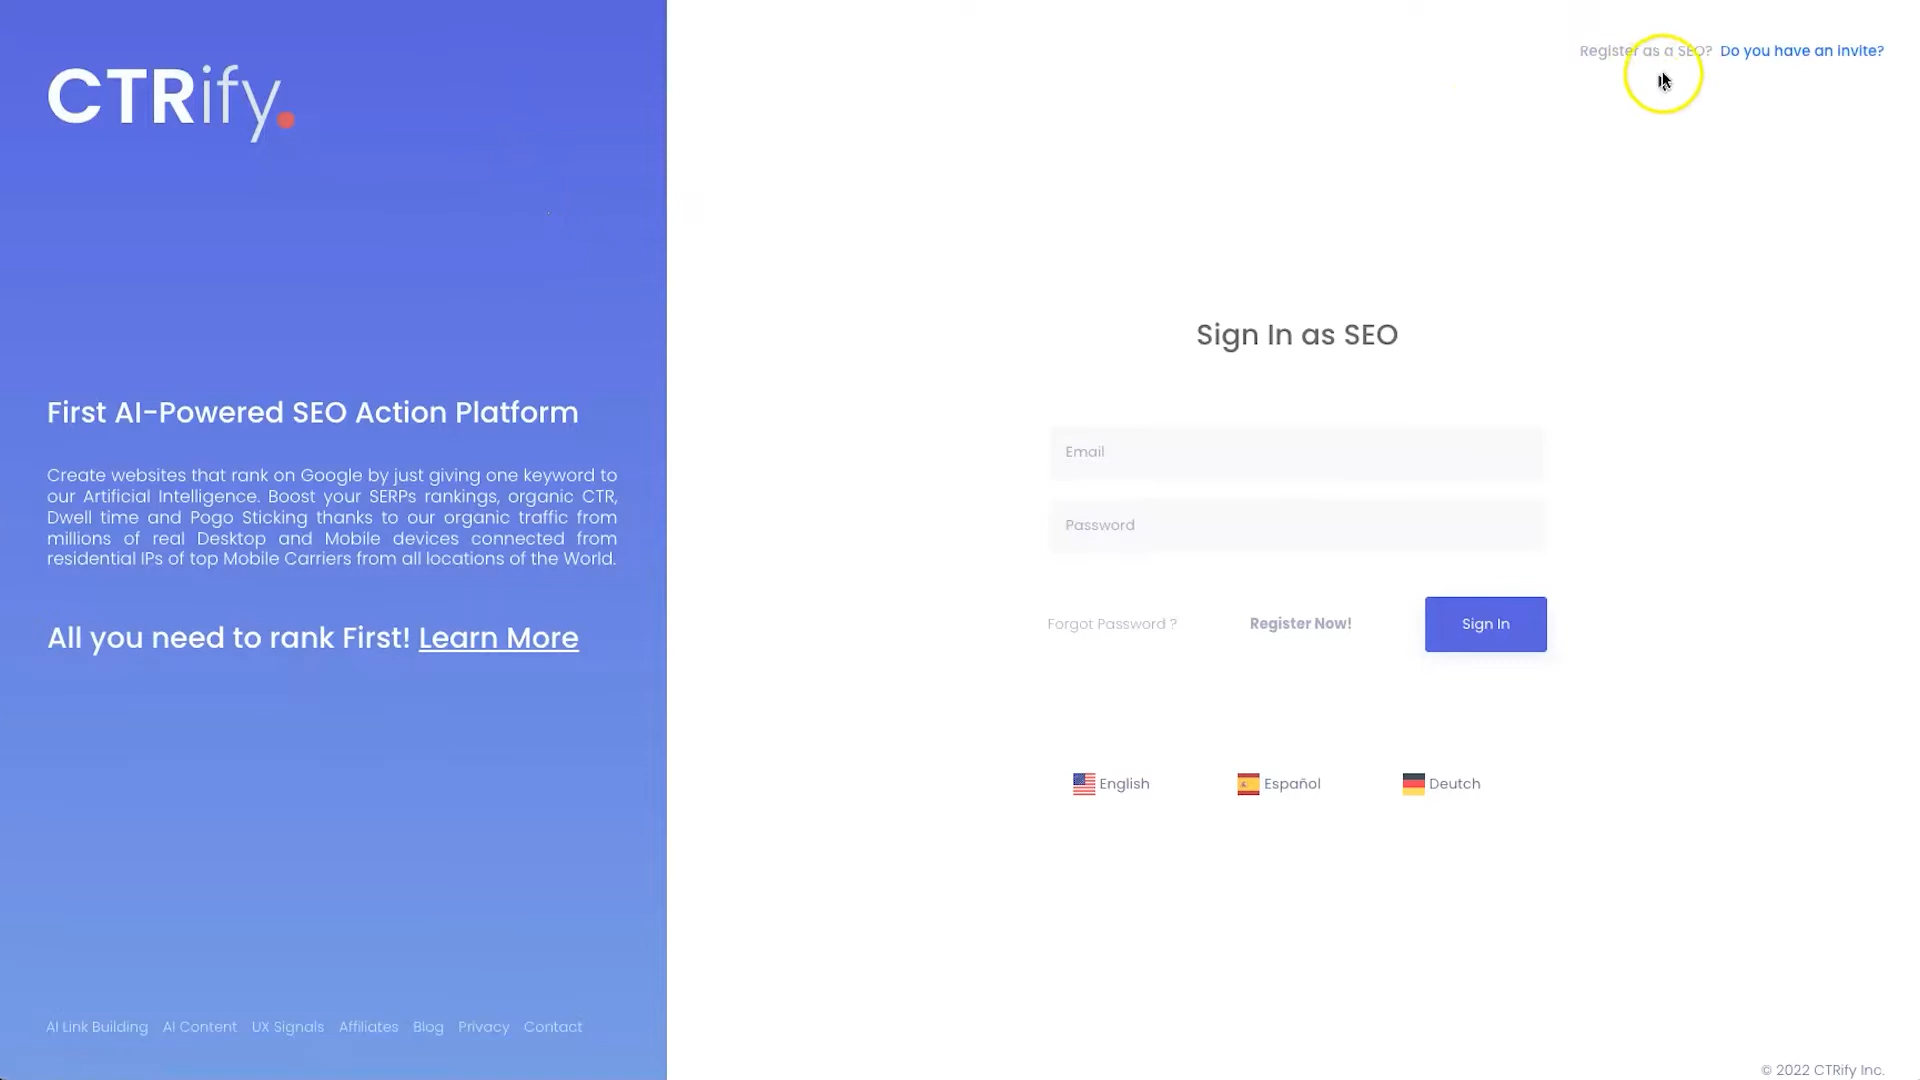 CTRify.
Register as a SEO? Do you have an invite?
First AI-Powered SEO Action Platform
Create websites that rank on Google by just giving one keyword to
our Artificial Intelligence. Boost your SERPs rankings, organic CTR,
Dwell time and Pogo Sticking thanks to our organic traffic from
millions of real Desktop and Mobile devices connected from
residential IPs of top Mobile Carriers from all locations of the World.
All you need to rank First! Learn More
AI Link Building AI Content UX Signals Affiliates Blog Privacy Contact
Sign In as SEO
Email
Password
Forgot Password ? Register Now! Sign In
English Español Deutch
© 2022 CTRify Inc.